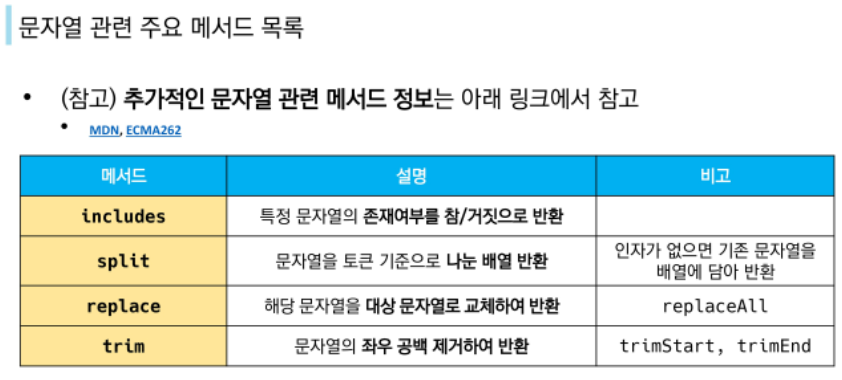 문자열 관련 주요 메서드 목록
• (참고) 추가적인 문자열 관련 메서드 정보는 아래 링크에서 참고
• MDN, ECMA262
메서드 설명 비고
includes 특정 문자열의 존재여부를 참/거짓으로 반환
split 문자열을 토큰 기준으로 나눈 배열 반환 인자가 없으면 기존 문자열을
배열에 담아 반환
replace 해당 문자열을 대상 문자열로 교체하여 반환 replaceAll
trim 문자열의 좌우 공백 제거하여 반환 trimStart, trimEnd